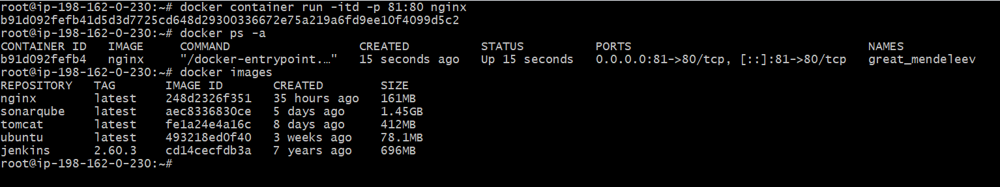 root@ip-198-162-0-230:~# docker container run -itd -p 81:80 nginx
b91d092fefb41d5d3d7725cd648d29300336672e75a219a6fd9ee10f4099d5c2
root@ip-198-162-0-230:~# docker ps -a
CONTAINER ID   IMAGE     COMMAND                  CREATED          STATUS          PORTS                                 NAMES
b91d092fefb4   nginx     "/docker-entrypoint.…"   15 seconds ago   Up 15 seconds   0.0.0.0:81->80/tcp, [::]:81->80/tcp   great_mendeleev
root@ip-198-162-0-230:~# docker images
REPOSITORY   TAG       IMAGE ID       CREATED        SIZE
nginx        latest    248d2326f351   35 hours ago   161MB
sonarqube    latest    aec8336830ce   5 days ago     1.45GB
tomcat       latest    fe1a24e4a16c   8 days ago     412MB
ubuntu       latest    493218ed0f40   3 weeks ago    78.1MB
jenkins      2.60.3    cd14cecfdb3a   7 years ago    696MB
root@ip-198-162-0-230:~#